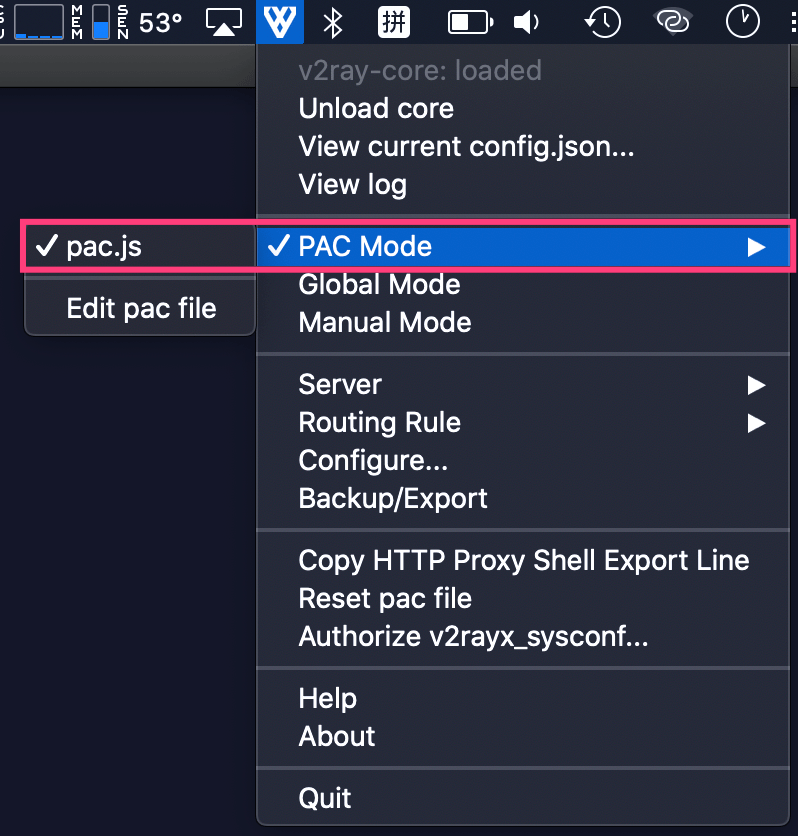 CPU
MEM
SEN
53°
拼
v2ray-core: loaded
Unload core
View current config.json...
View log
pac.js
PAC Mode
Edit pac file
Global Mode
Manual Mode
Server
Routing Rule
Configure...
Backup/Export
Copy HTTP Proxy Shell Export Line
Reset pac file
Authorize v2rayx_sysconf...
Help
About
Quit